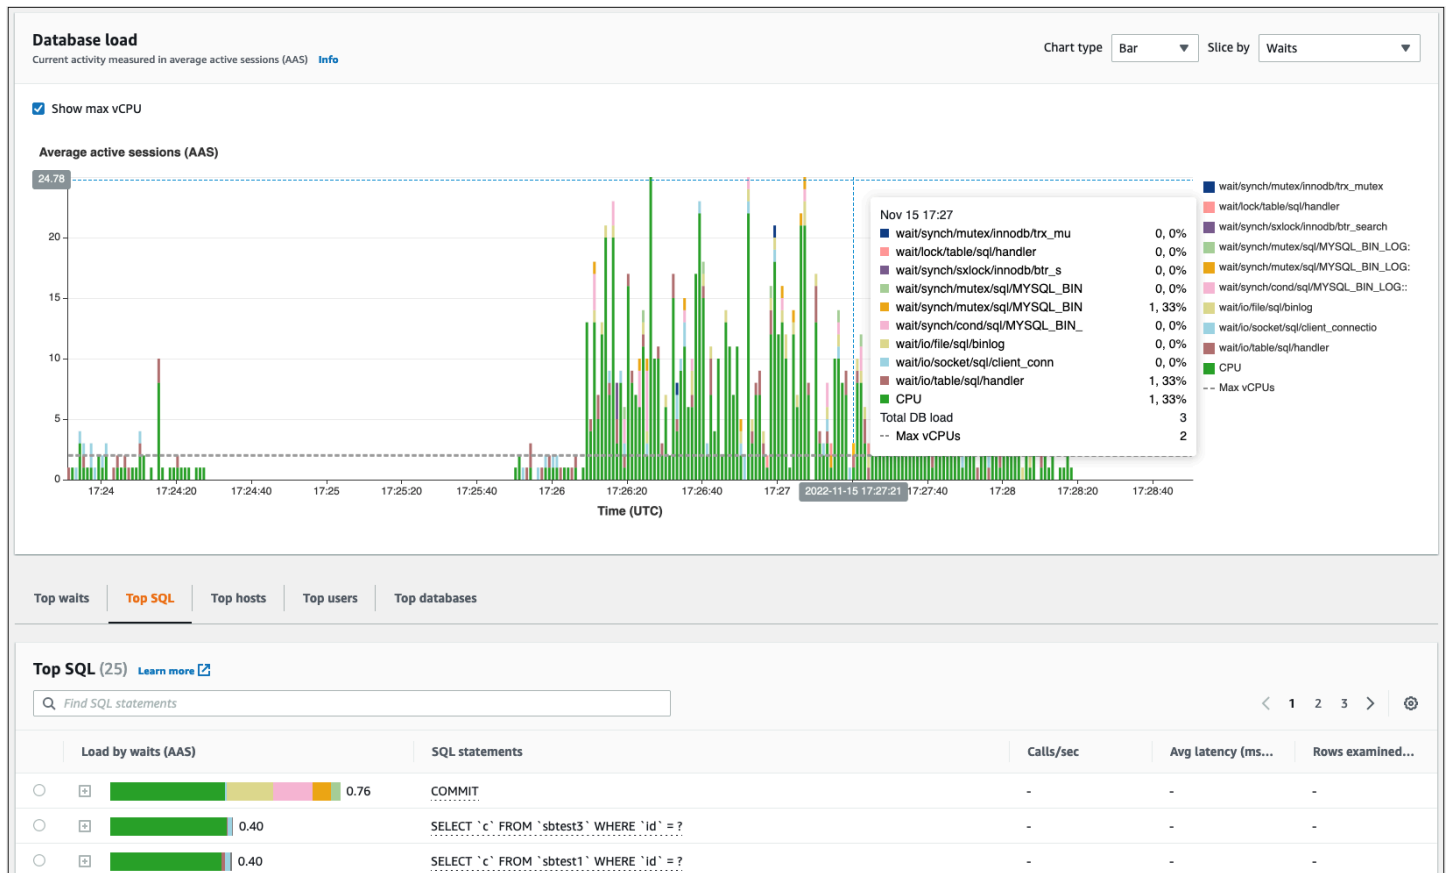 Database load
Current activity measured in average active sessions (AAS) Info
Chart type Bar Slice by Waits
Show max vCPU
Average active sessions (AAS)
24.78
20
15
10
5
0
17:24 17:24:20 17:24:40 17:25 17:25:20 17:25:40 17:26 17:26:20 17:26:40 17:27 2022-11-15 17:27:21 17:27:40 17:28 17:28:20 17:28:40
Time (UTC)
Nov 15 17:27
wait/synch/mutex/innodb/trx_mu 0, 0%
wait/lock/table/sql/handler 0, 0%
wait/synch/sxlock/innodb/btr_s 0, 0%
wait/synch/mutex/sql/MYSQL_BIN 0, 0%
wait/synch/mutex/sql/MYSQL_BIN 1, 33%
wait/synch/cond/sql/MYSQL_BIN_ 0, 0%
wait/io/file/sql/binlog 0, 0%
wait/io/socket/sql/client_conn 0, 0%
wait/io/table/sql/handler 1, 33%
CPU 1, 33%
Total DB load 3
-- Max vCPUs 2
wait/synch/mutex/innodb/trx_mutex
wait/lock/table/sql/handler
wait/synch/sxlock/innodb/btr_search
wait/synch/mutex/sql/MYSQL_BIN_LOG:
wait/synch/mutex/sql/MYSQL_BIN_LOG:
wait/synch/cond/sql/MYSQL_BIN_LOG::
wait/io/file/sql/binlog
wait/io/socket/sql/client_connectio
wait/io/table/sql/handler
CPU
-- Max vCPUs
Top waits Top SQL Top hosts Top users Top databases
Top SQL (25) Learn more
Find SQL statements
1 2 3
Load by waits (AAS) SQL statements Calls/sec Avg latency (ms... Rows examined...
0.76 COMMIT - - -
0.40 SELECT `c` FROM `sbtest3` WHERE `id` = ? - - -
0.40 SELECT `c` FROM `sbtest1` WHERE `id` = ? - - -